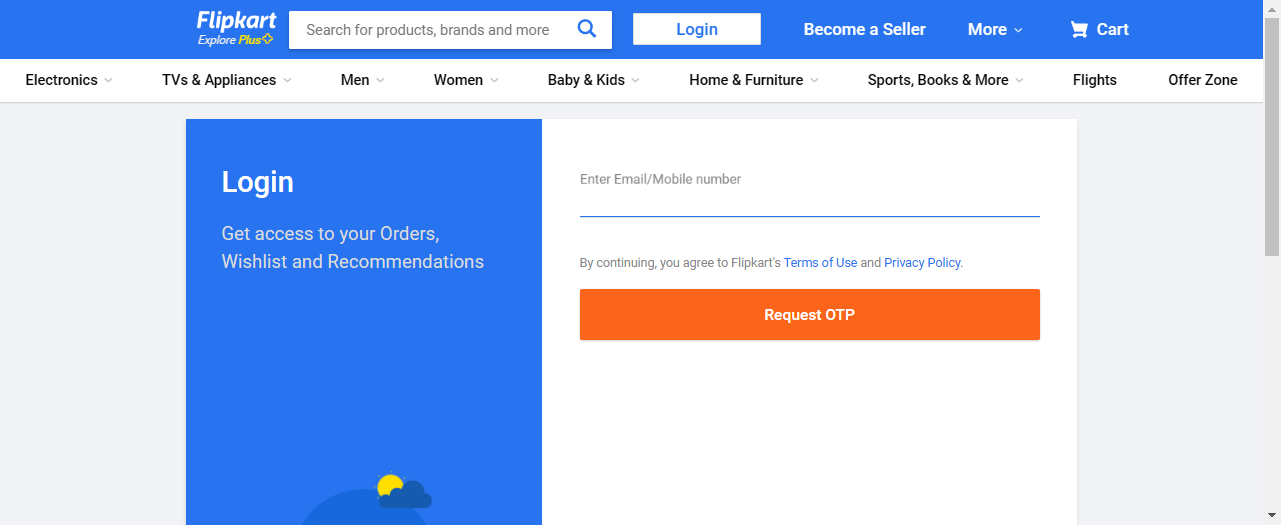 Flipkart
Explore Plus
Search for products, brands and more
Login
Become a Seller
More
Cart
Electronics
TVs & Appliances
Men
Women
Baby & Kids
Home & Furniture
Sports, Books & More
Flights
Offer Zone
Login
Get access to your Orders,
Wishlist and Recommendations
Enter Email/Mobile number
By continuing, you agree to Flipkart's Terms of Use and Privacy Policy.
Request OTP